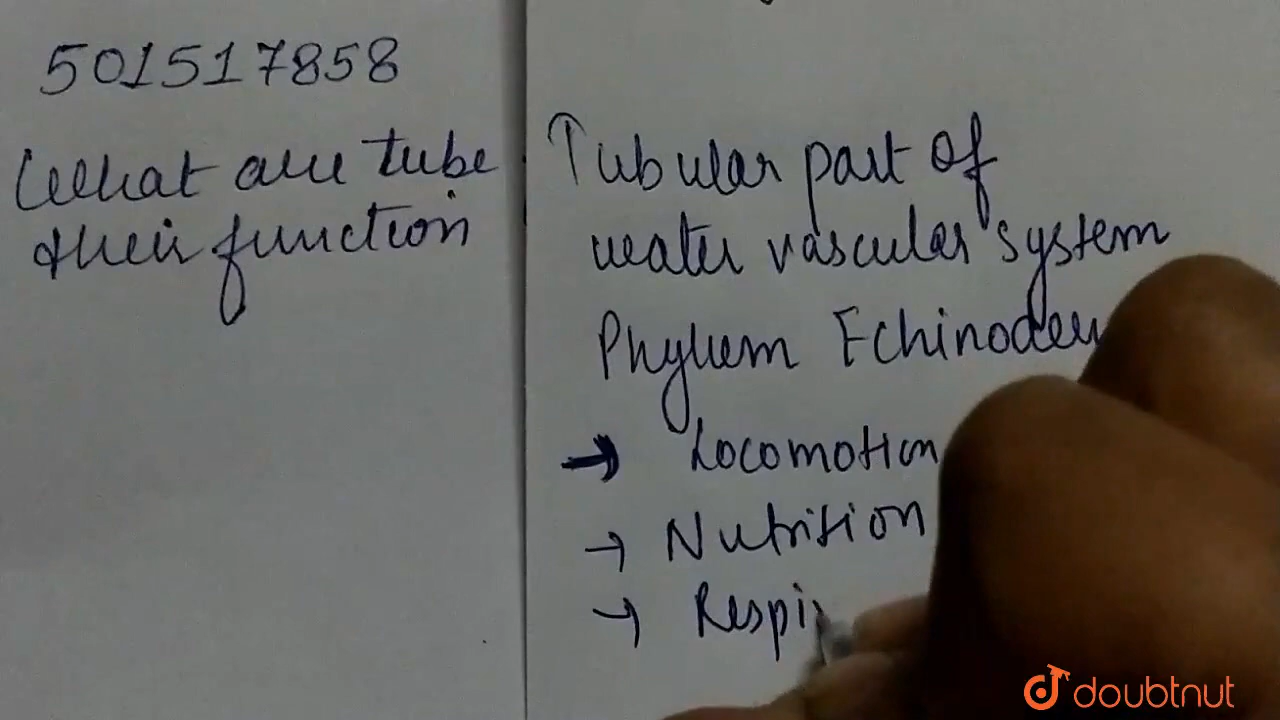 501517858
What are tube
their function
Tubular part of
water vascular system
Phylum Echinoder
→ Locomotion
→ Nutrition
→ Respi
doubtnut